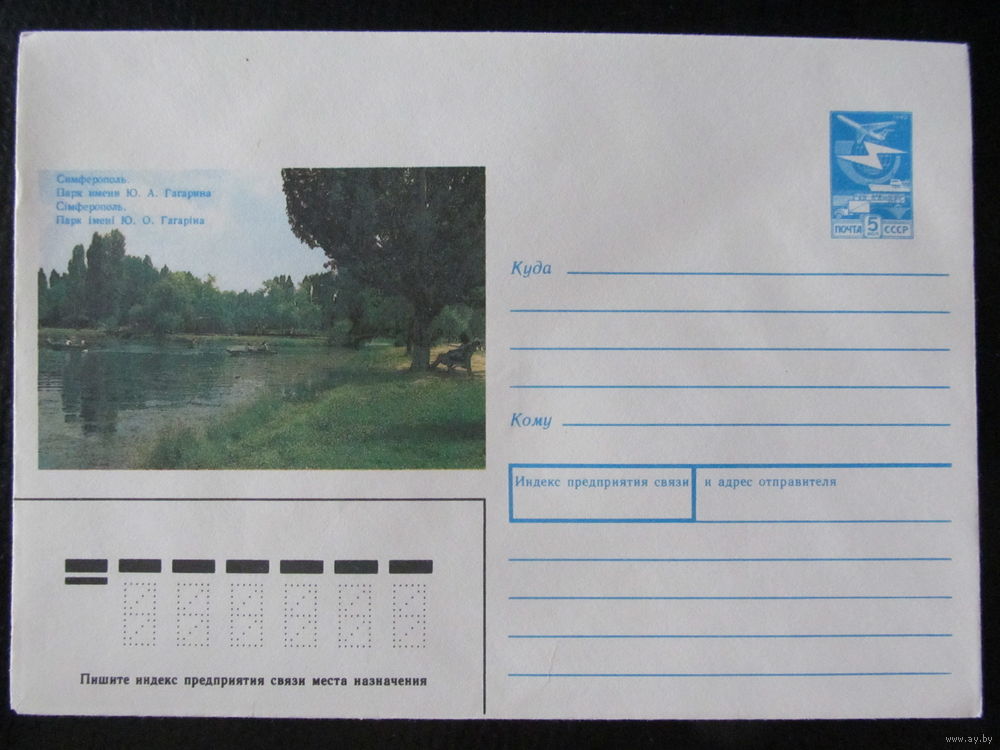 Симферополь.
Парк имени Ю. А. Гагарина
Сімферополь.
Парк імені Ю. О. Гагаріна
ПОЧТА 5 СССР
Куда
Кому
Индекс предприятия связи и адрес отправителя
Пишите индекс предприятия связи места назначения
www.ay.by